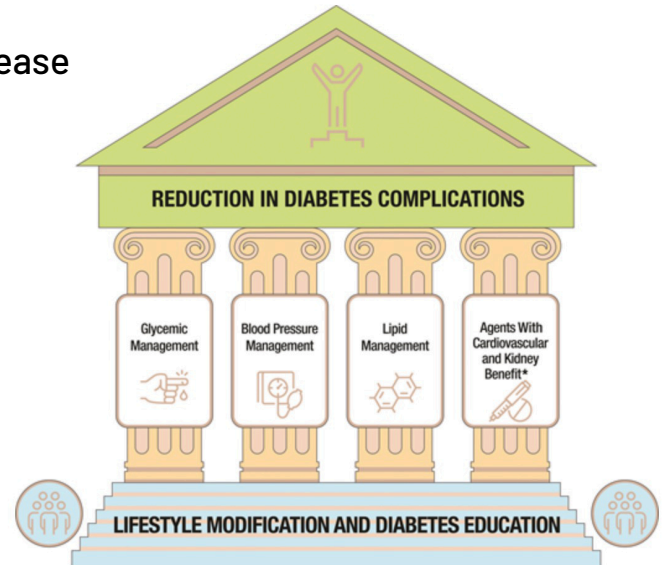 ease
REDUCTION IN DIABETES COMPLICATIONS
Glycemic
Management
Blood Pressure
Management
Lipid
Management
Agents With
Cardiovascular
and Kidney
Benefit*
LIFESTYLE MODIFICATION AND DIABETES EDUCATION